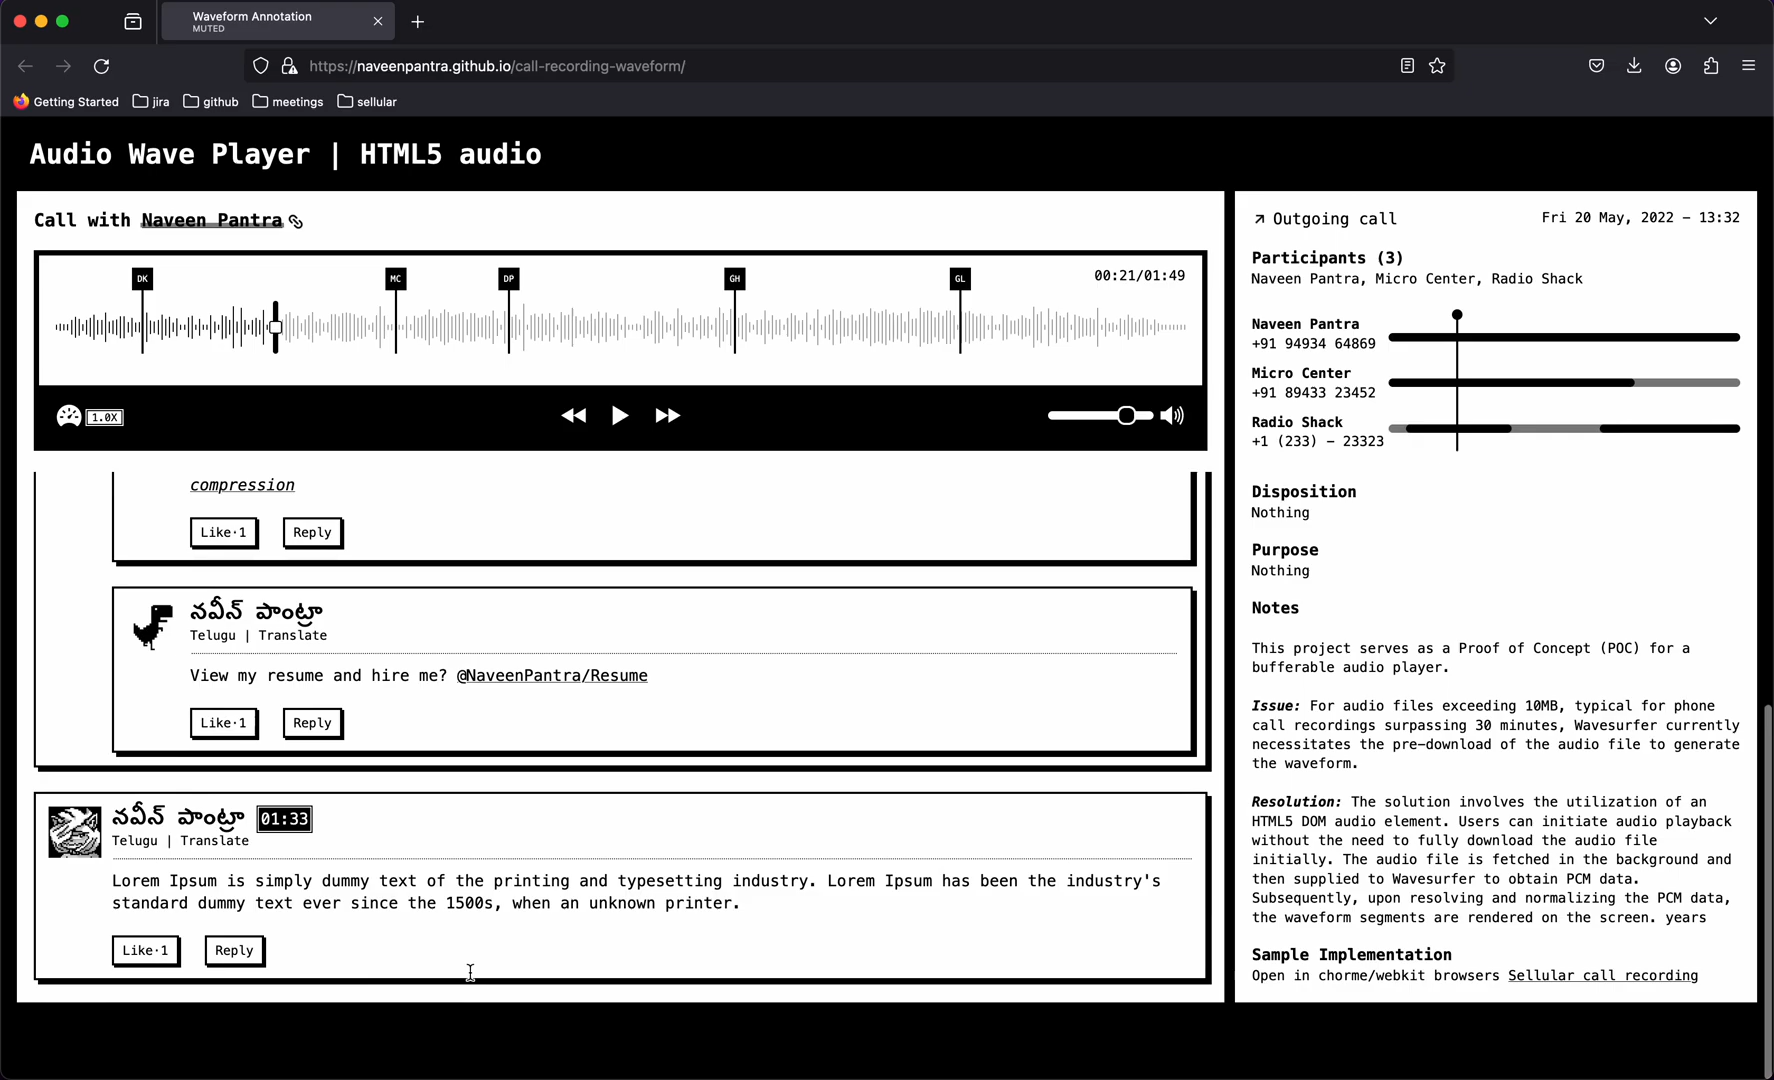 Waveform Annotation
MUTED
https://naveenpantra.github.io/call-recording-waveform/
Getting Started jira github meetings sellular
Audio Wave Player | HTML5 audio
Call with Naveen Pantra
DK MC DP GH GL
00:21/01:49
1.0X
compression
Like·1 Reply
నవీన్ పాంట్రా
Telugu | Translate
View my resume and hire me? @NaveenPantra/Resume
Like·1 Reply
నవీన్ పాంట్రా 01:33
Telugu | Translate
Lorem Ipsum is simply dummy text of the printing and typesetting industry. Lorem Ipsum has been the industry's
standard dummy text ever since the 1500s, when an unknown printer.
Like·1 Reply
Outgoing call Fri 20 May, 2022 – 13:32
Participants (3)
Naveen Pantra, Micro Center, Radio Shack
Naveen Pantra
+91 94934 64869
Micro Center
+91 89433 23452
Radio Shack
+1 (233) – 23323
Disposition
Nothing
Purpose
Nothing
Notes
This project serves as a Proof of Concept (POC) for a
bufferable audio player.
Issue: For audio files exceeding 10MB, typical for phone
call recordings surpassing 30 minutes, Wavesurfer currently
necessitates the pre-download of the audio file to generate
the waveform.
Resolution: The solution involves the utilization of an
HTML5 DOM audio element. Users can initiate audio playback
without the need to fully download the audio file
initially. The audio file is fetched in the background and
then supplied to Wavesurfer to obtain PCM data.
Subsequently, upon resolving and normalizing the PCM data,
the waveform segments are rendered on the screen. years
Sample Implementation
Open in chorme/webkit browsers Sellular call recording